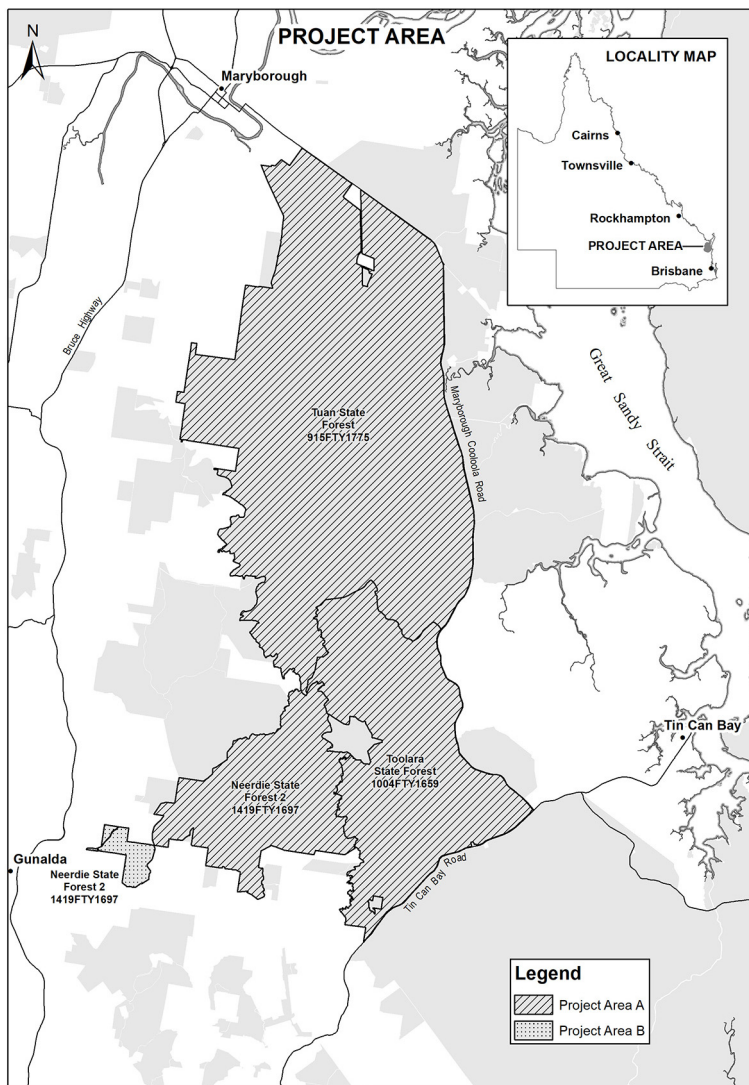 PROJECT AREA
N
Maryborough
LOCALITY MAP
Cairns
Townsville
Rockhampton
PROJECT AREA
Brisbane
Bruce Highway
Great Sandy Strait
Maryborough Cooloola Road
Tuan State
Forest
915FTY1775
Tin Can Bay
Toolara
State Forest
1004FTY1659
Neerdie State
Forest 2
1419FTY1697
Gunalda
Neerdie State
Forest 2
1419FTY1697
Tin Can Bay Road
Legend
Project Area A
Project Area B